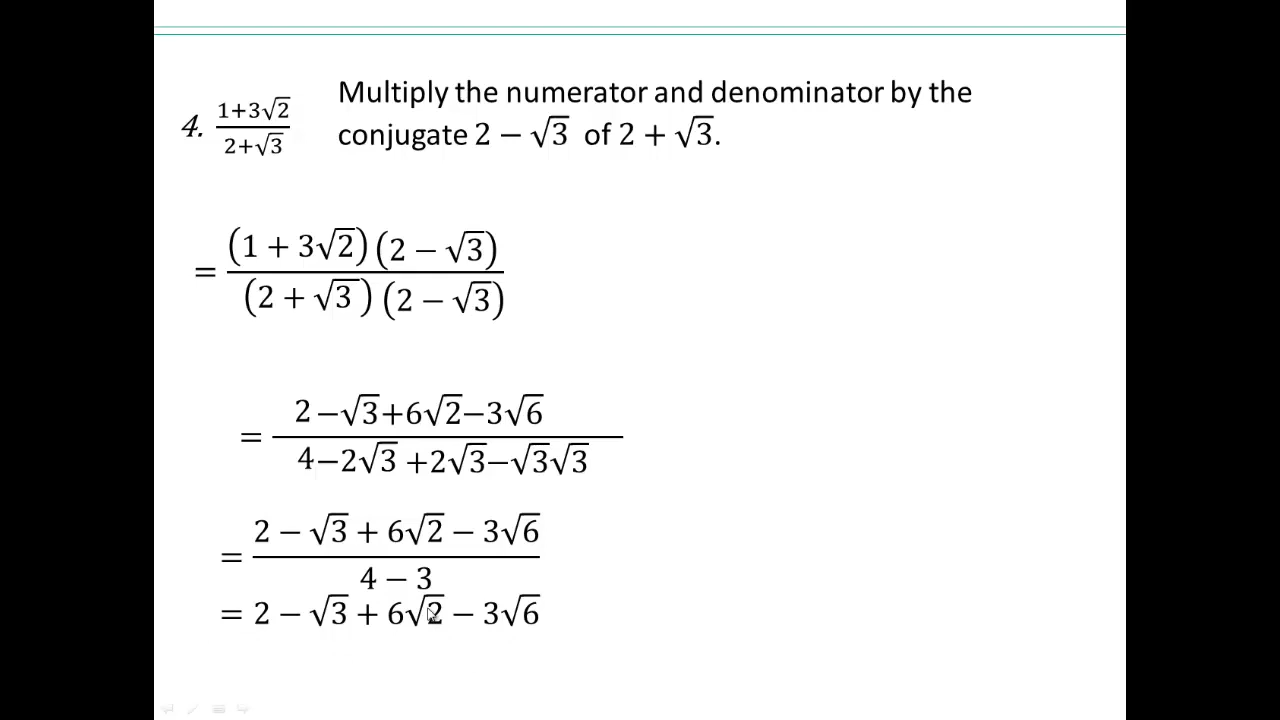 4. (1+3√2)/(2+√3)
Multiply the numerator and denominator by the
conjugate 2 − √3 of 2 + √3.
= (1 + 3√2)(2 − √3)
(2 + √3)(2 − √3)
= 2−√3+6√2−3√6
4−2√3 +2√3−√3√3
= 2 − √3 + 6√2 − 3√6
4 − 3
= 2 − √3 + 6√2 − 3√6